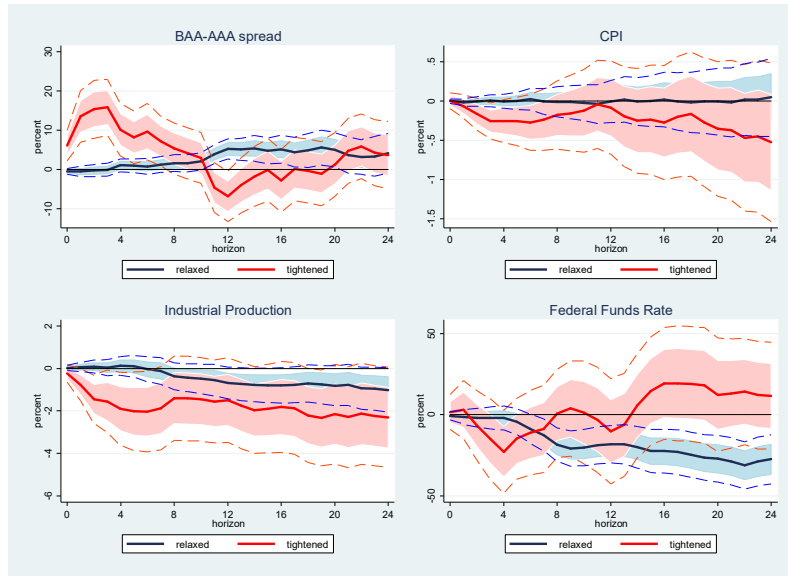 BAA-AAA spread
percent
30
20
10
0
-10
0 4 8 12 16 20 24
horizon
relaxed tightened
CPI
percent
.5
0
-.5
-1
-1.5
0 4 8 12 16 20 24
horizon
relaxed tightened
Industrial Production
percent
2
0
-2
-4
-6
0 4 8 12 16 20 24
horizon
relaxed tightened
Federal Funds Rate
percent
50
0
-50
0 4 8 12 16 20 24
horizon
relaxed tightened